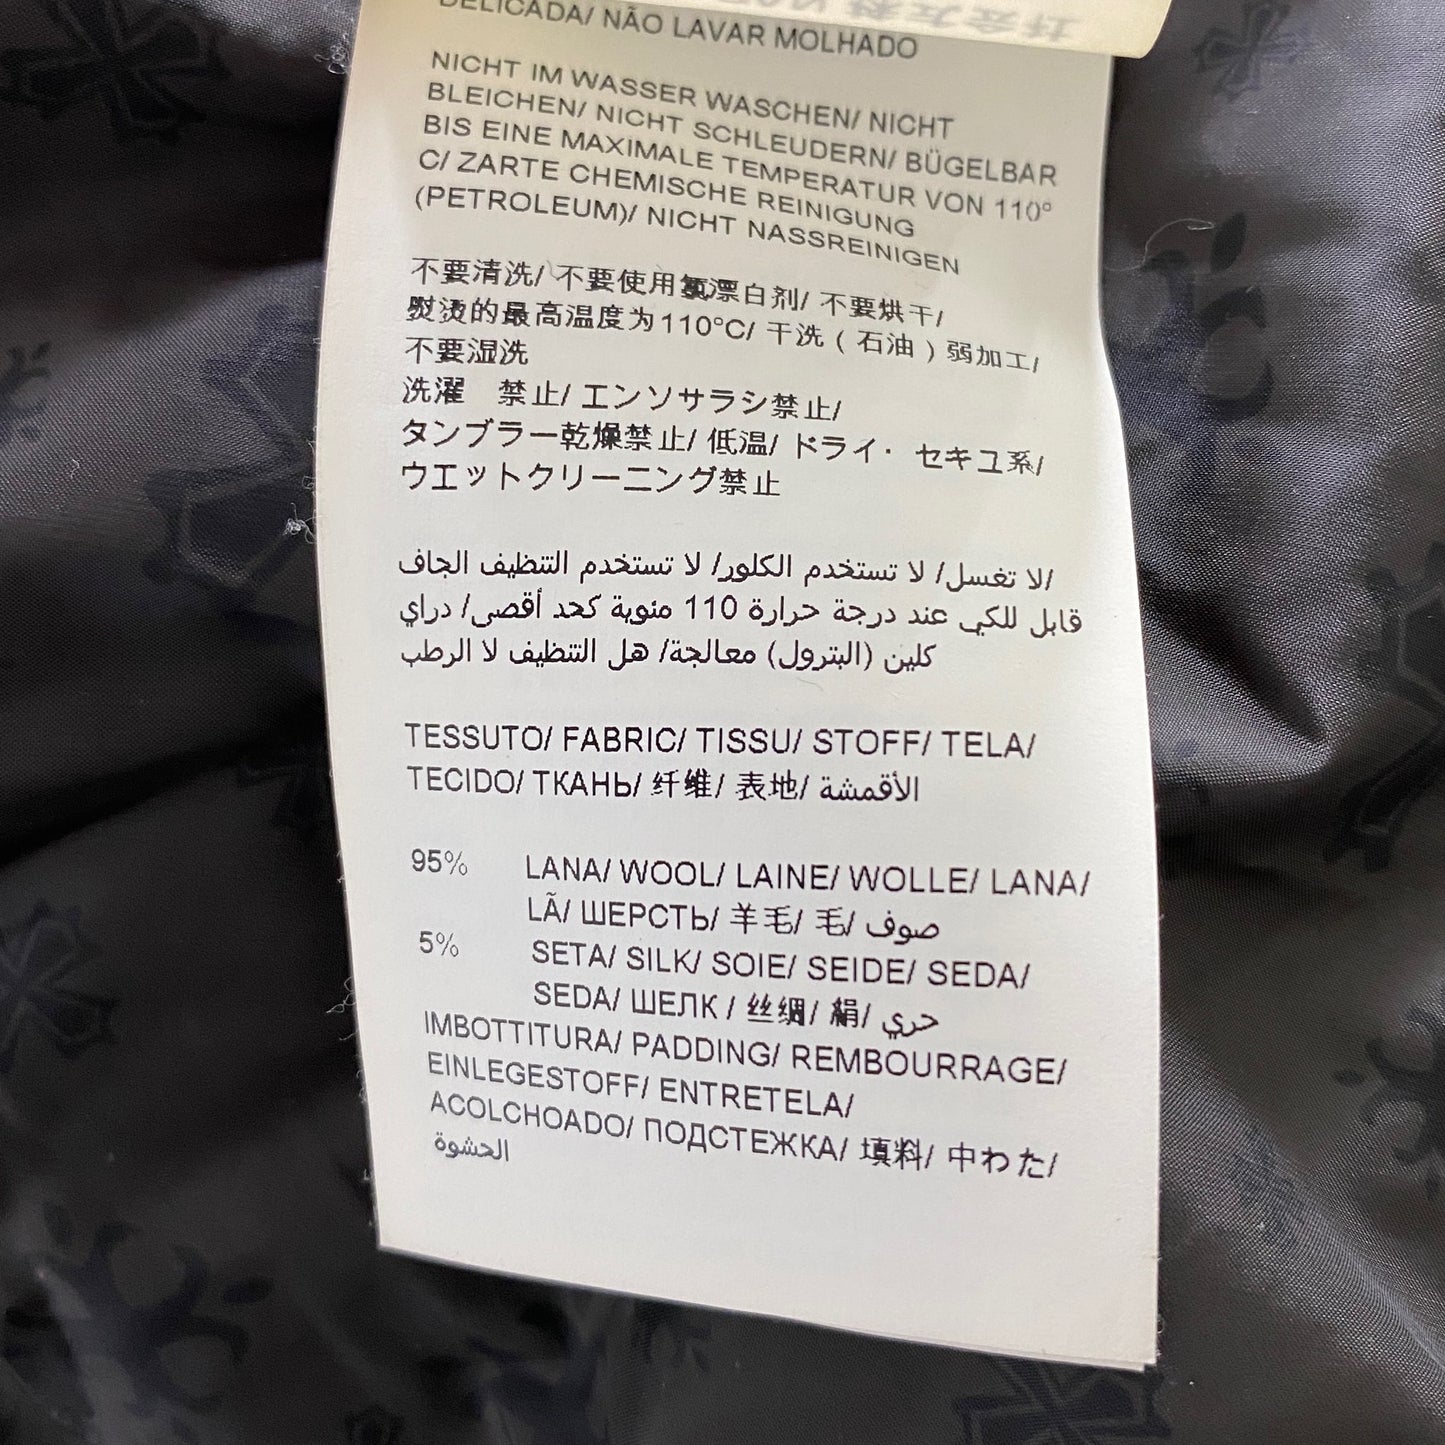 DELICADA/ NÃO LAVAR MOLHADO
NICHT IM WASSER WASCHEN/ NICHT
BLEICHEN/ NICHT SCHLEUDERN/ BÜGELBAR
BIS EINE MAXIMALE TEMPERATUR VON 110°
C/ ZARTE CHEMISCHE REINIGUNG
(PETROLEUM)/ NICHT NASSREINIGEN
不要清洗/ 不要使用氯漂白剂/ 不要烘干/
熨烫的最高温度为110°C/ 干洗 ( 石油 ) 弱加工/
不要湿洗
洗濯　禁止/ エンソサラシ禁止/
タンブラー乾燥禁止/ 低温/ ドライ・ セキユ系/
ウエットクリーニング禁止
لا تغسل/ لا تستخدم الكلور/ لا تستخدم التنظيف الجاف/
قابل للكي عند درجة حرارة 110 مئوية كحد أقصى/ دراي
كلين (البترول) معالجة/ هل التنظيف لا الرطب
TESSUTO/ FABRIC/ TISSU/ STOFF/ TELA/
TECIDO/ ТКАНЬ/ 纤维/ 表地/ الأقمشة
95% LANA/ WOOL/ LAINE/ WOLLE/ LANA/
LÃ/ ШЕРСТЬ/ 羊毛/ 毛/ صوف
5% SETA/ SILK/ SOIE/ SEIDE/ SEDA/
SEDA/ ШЕЛК / 丝绸/ 絹/ حري
IMBOTTITURA/ PADDING/ REMBOURRAGE/
EINLEGESTOFF/ ENTRETELA/
ACOLCHOADO/ ПОДСТЕЖКА/ 填料/ 中わた/
الحشوة